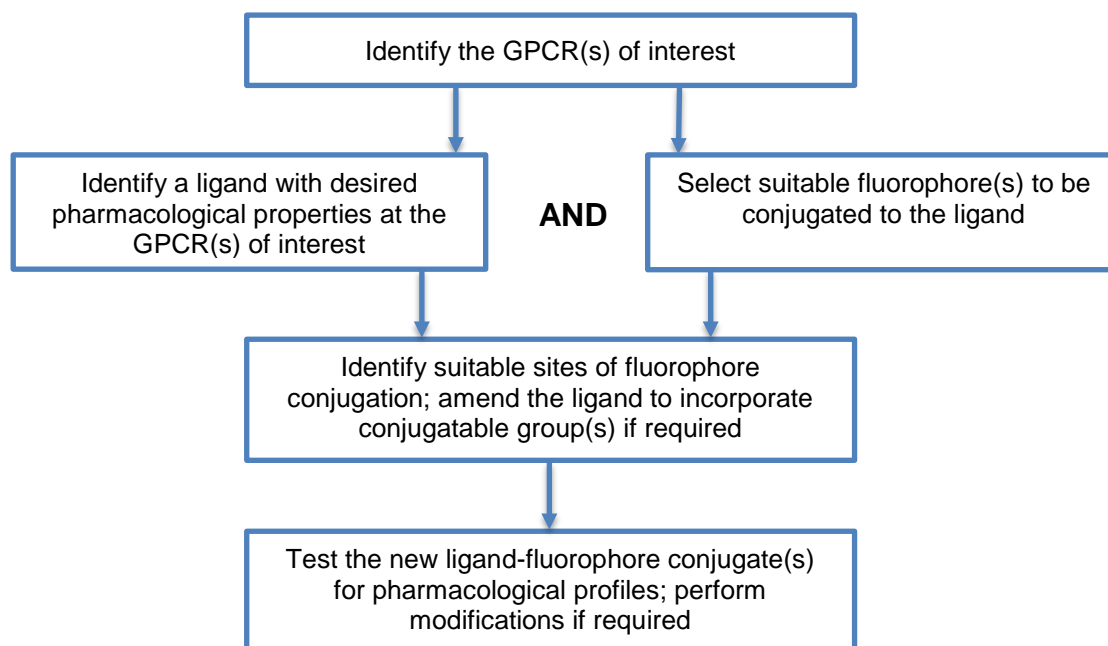 Identify the GPCR(s) of interest
Identify a ligand with desired
pharmacological properties at the
GPCR(s) of interest
AND
Select suitable fluorophore(s) to be
conjugated to the ligand
Identify suitable sites of fluorophore
conjugation; amend the ligand to incorporate
conjugatable group(s) if required
Test the new ligand-fluorophore conjugate(s)
for pharmacological profiles; perform
modifications if required